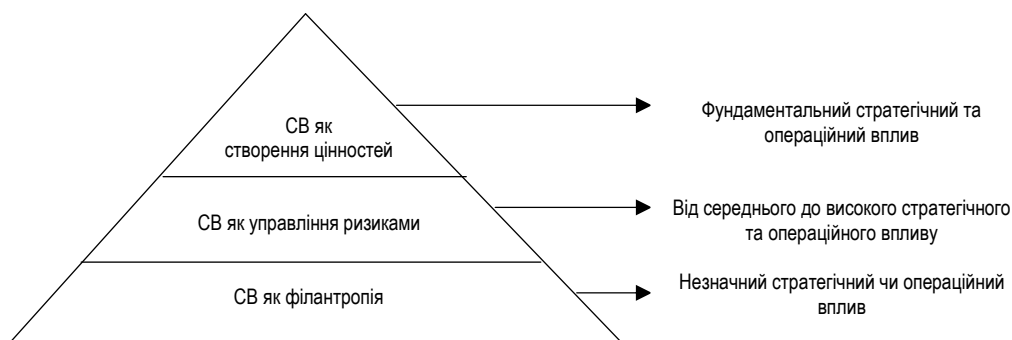 СВ як
створення цінностей
Фундаментальний стратегічний та
операційний вплив
СВ як управління ризиками
Від середнього до високого стратегічного
та операційного впливу
СВ як філантропія
Незначний стратегічний чи операційний
вплив